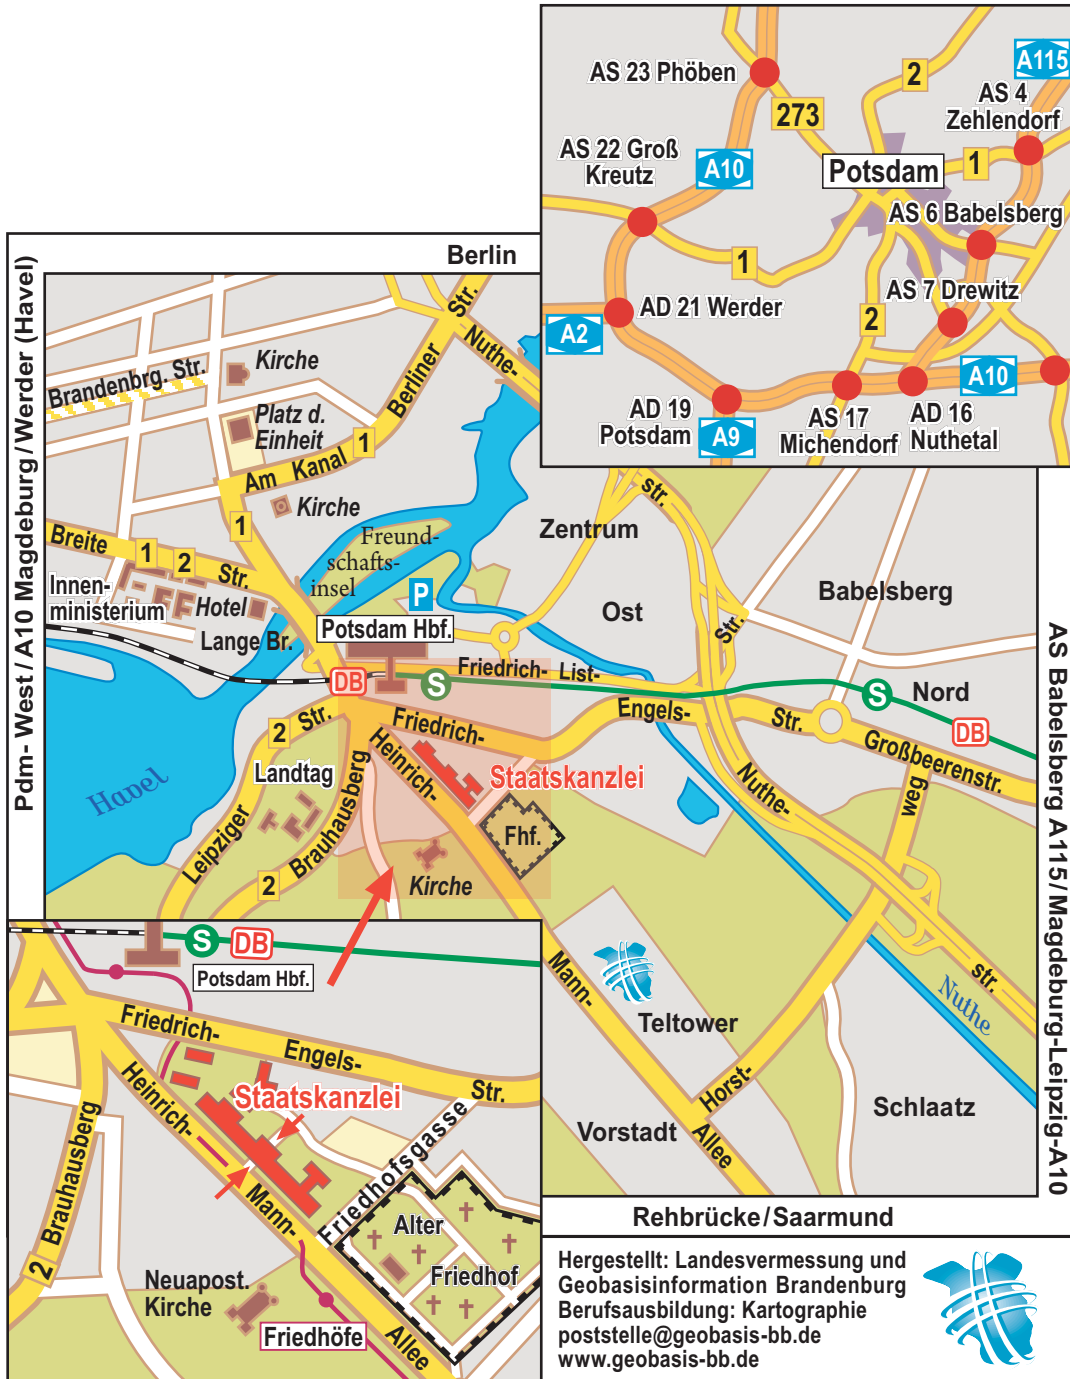 AS 23 Phöben
273
2
A115
AS 4
Zehlendorf
AS 22 Groß
Kreutz
A10
Potsdam
1
AS 6 Babelsberg
1
AS 7 Drewitz
2
AD 21 Werder
A2
A10
AD 19
Potsdam
A9
AS 17
Michendorf
AD 16
Nuthetal
Berlin
Pdm- West / A10 Magdeburg / Werder (Havel)
AS Babelsberg A115/Magdeburg-Leipzig-A10
Rehbrücke/Saarmund
Brandenbrg. Str.
Kirche
Platz d.
Einheit
Berliner
Str.
Nuthe-
1
Am Kanal
1
Kirche
Breite
1
2
Str.
Innen-
ministerium
Hotel
Lange Br.
Freund-
schafts-
insel
P
Potsdam Hbf.
DB
S
Zentrum
Ost
str.
Babelsberg
Str.
Friedrich- List-
Nord
S
DB
Friedrich-
Engels-
Str.
Großbeerenstr.
weg
2
Str.
Landtag
Leipziger
Brauhausberg
2
Havel
Heinrich-
Staatskanzlei
Fhf.
Kirche
Nuthe-
str.
Nuthe
Mann-
Teltower
Vorstadt
Horst-
Allee
Schlaatz
S
DB
Potsdam Hbf.
Friedrich-
Engels-
Str.
Heinrich-
Staatskanzlei
Mann-
Friedhofsgasse
Brauhausberg
2
Alter
Friedhof
Neuapost.
Kirche
Friedhöfe
Allee
Hergestellt: Landesvermessung und
Geobasisinformation Brandenburg
Berufsausbildung: Kartographie
poststelle@geobasis-bb.de
www.geobasis-bb.de